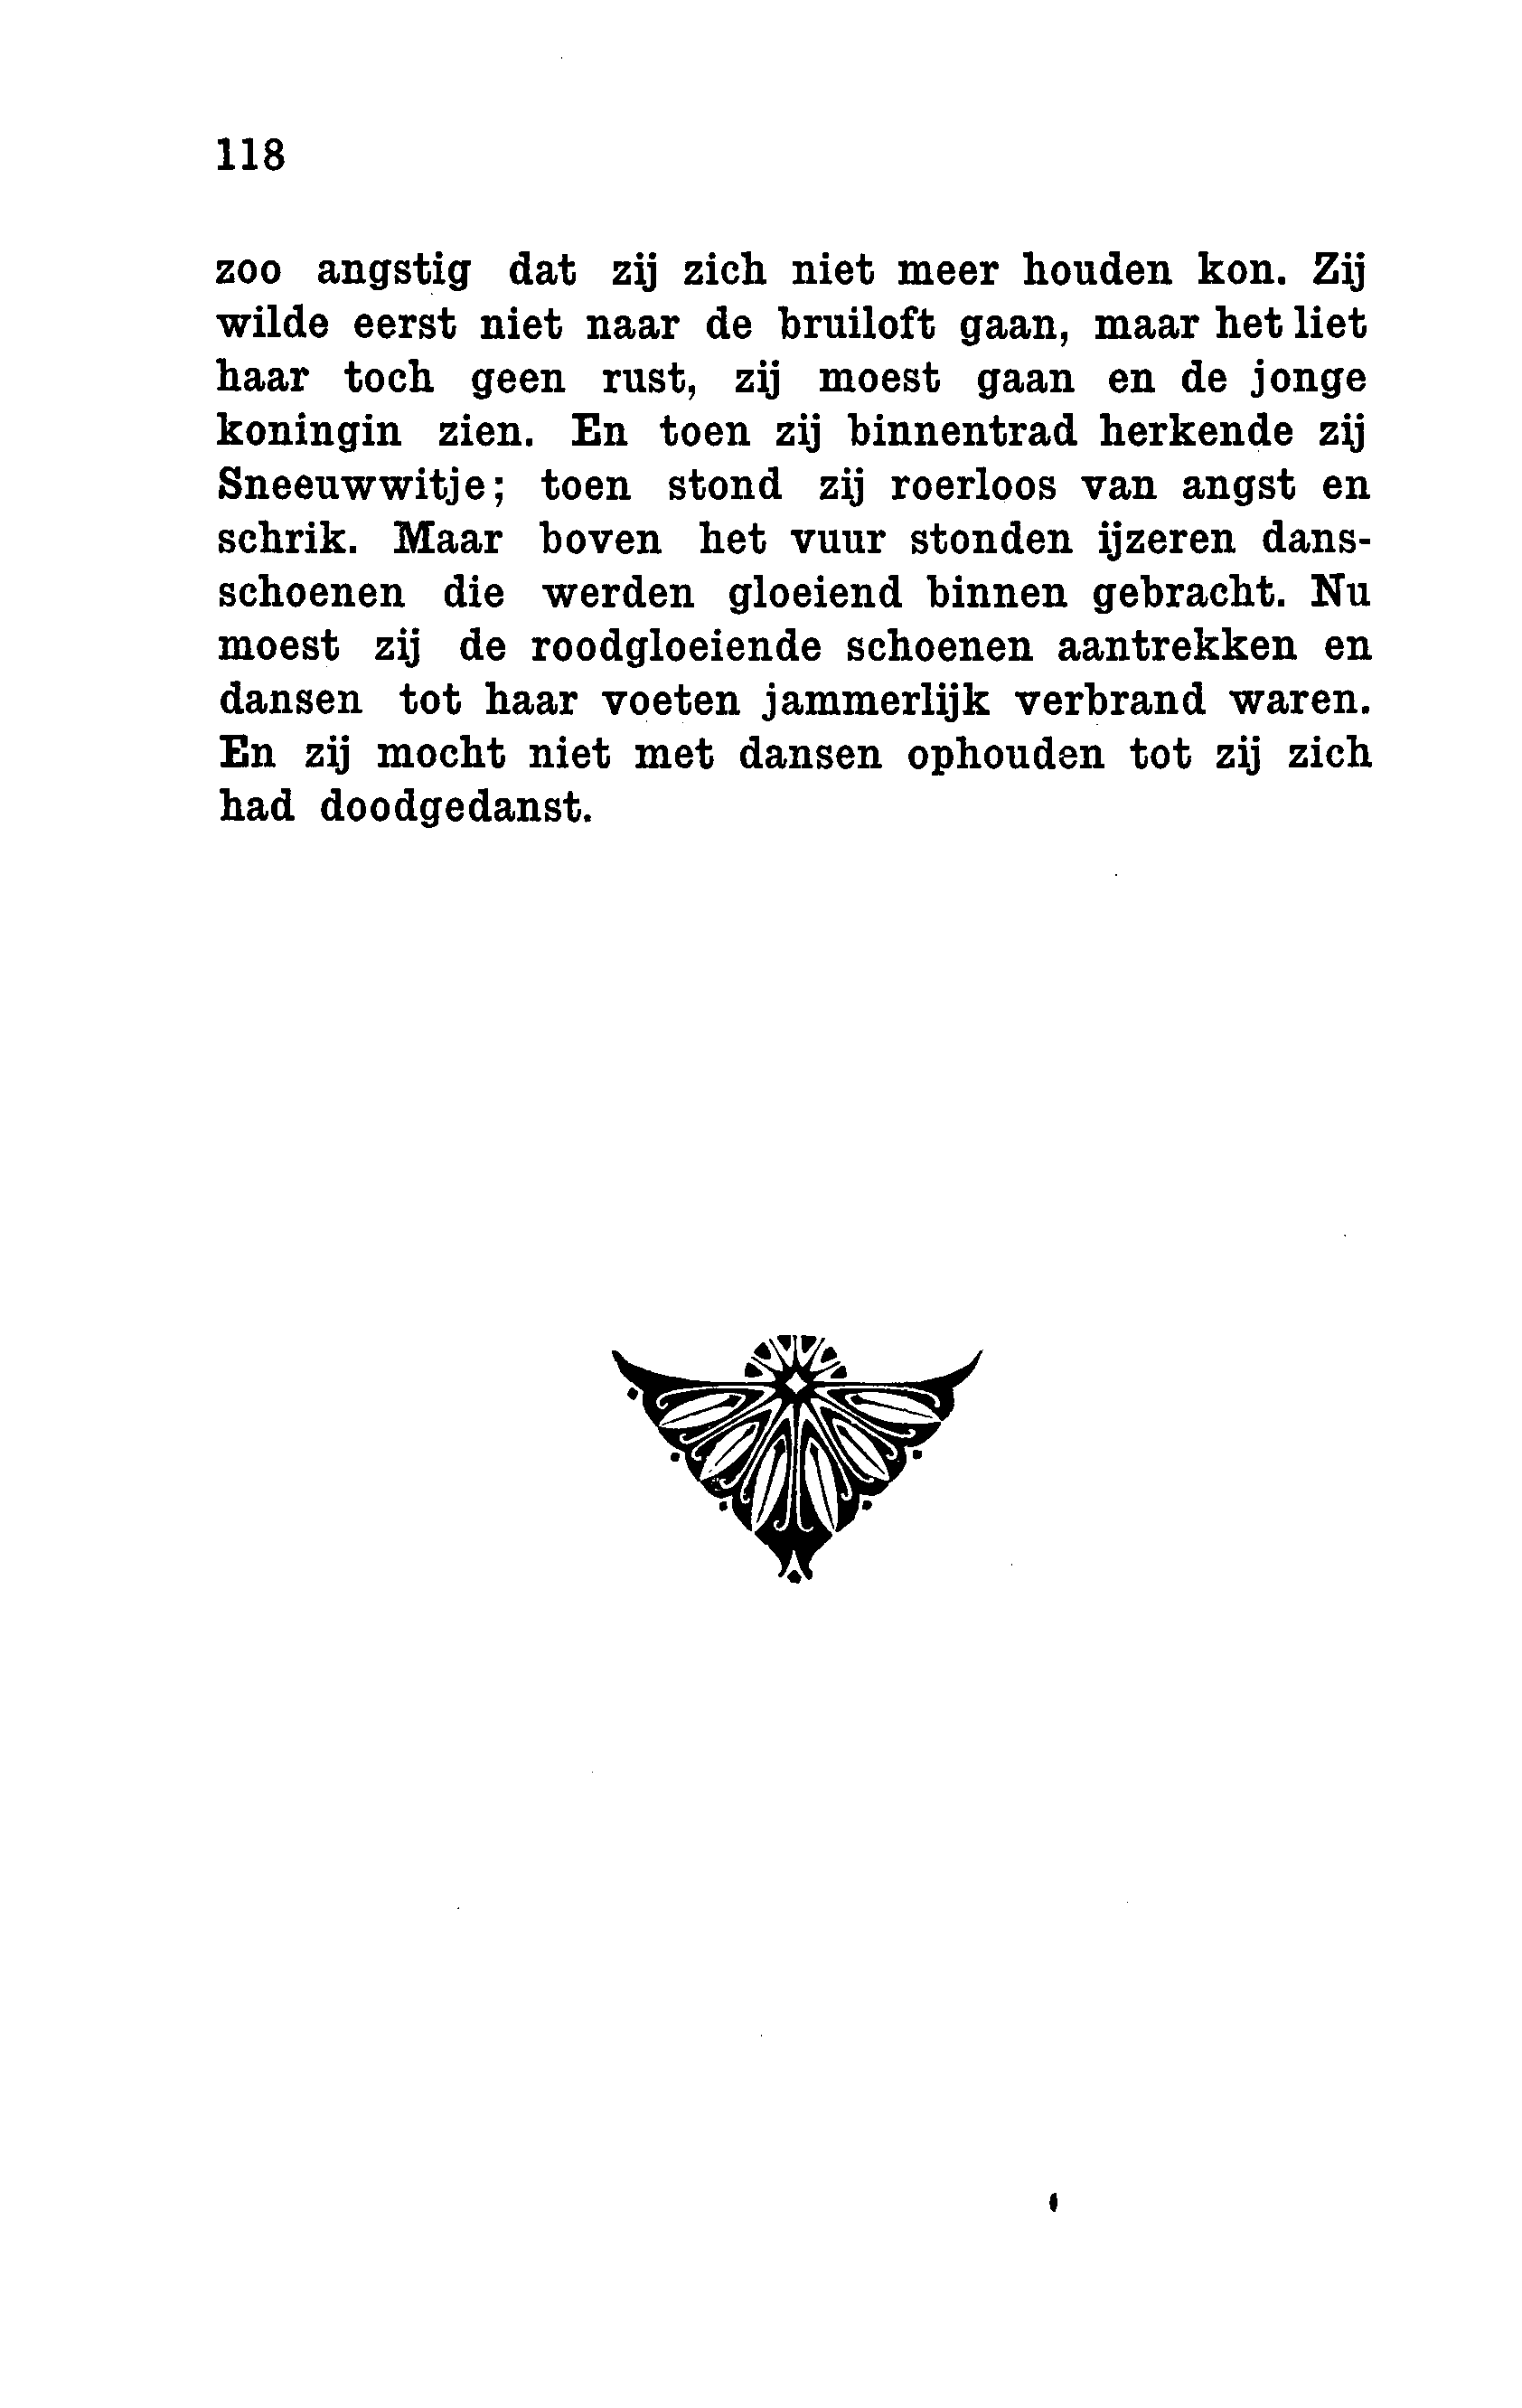 118
zoo angstig dat zij zich niet meer houden kon. Zij
wilde eerst niet naar de bruiloft gaan, maar het liet
haar toch geen rust, zij moest gaan en de jonge
koningin zien. En toen zij binnentrad herkende zij
Sneeuwwitje; toen stond zij roerloos van angst en
schrik. Maar boven het vuur stonden ijzeren dans-
schoenen die werden gloeiend binnen gebracht. Nu
moest zij de roodgloeiende schoenen aantrekken en
dansen tot haar voeten jammerlijk verbrand waren.
En zij mocht niet met dansen ophouden tot zij zich
had doodgedanst.